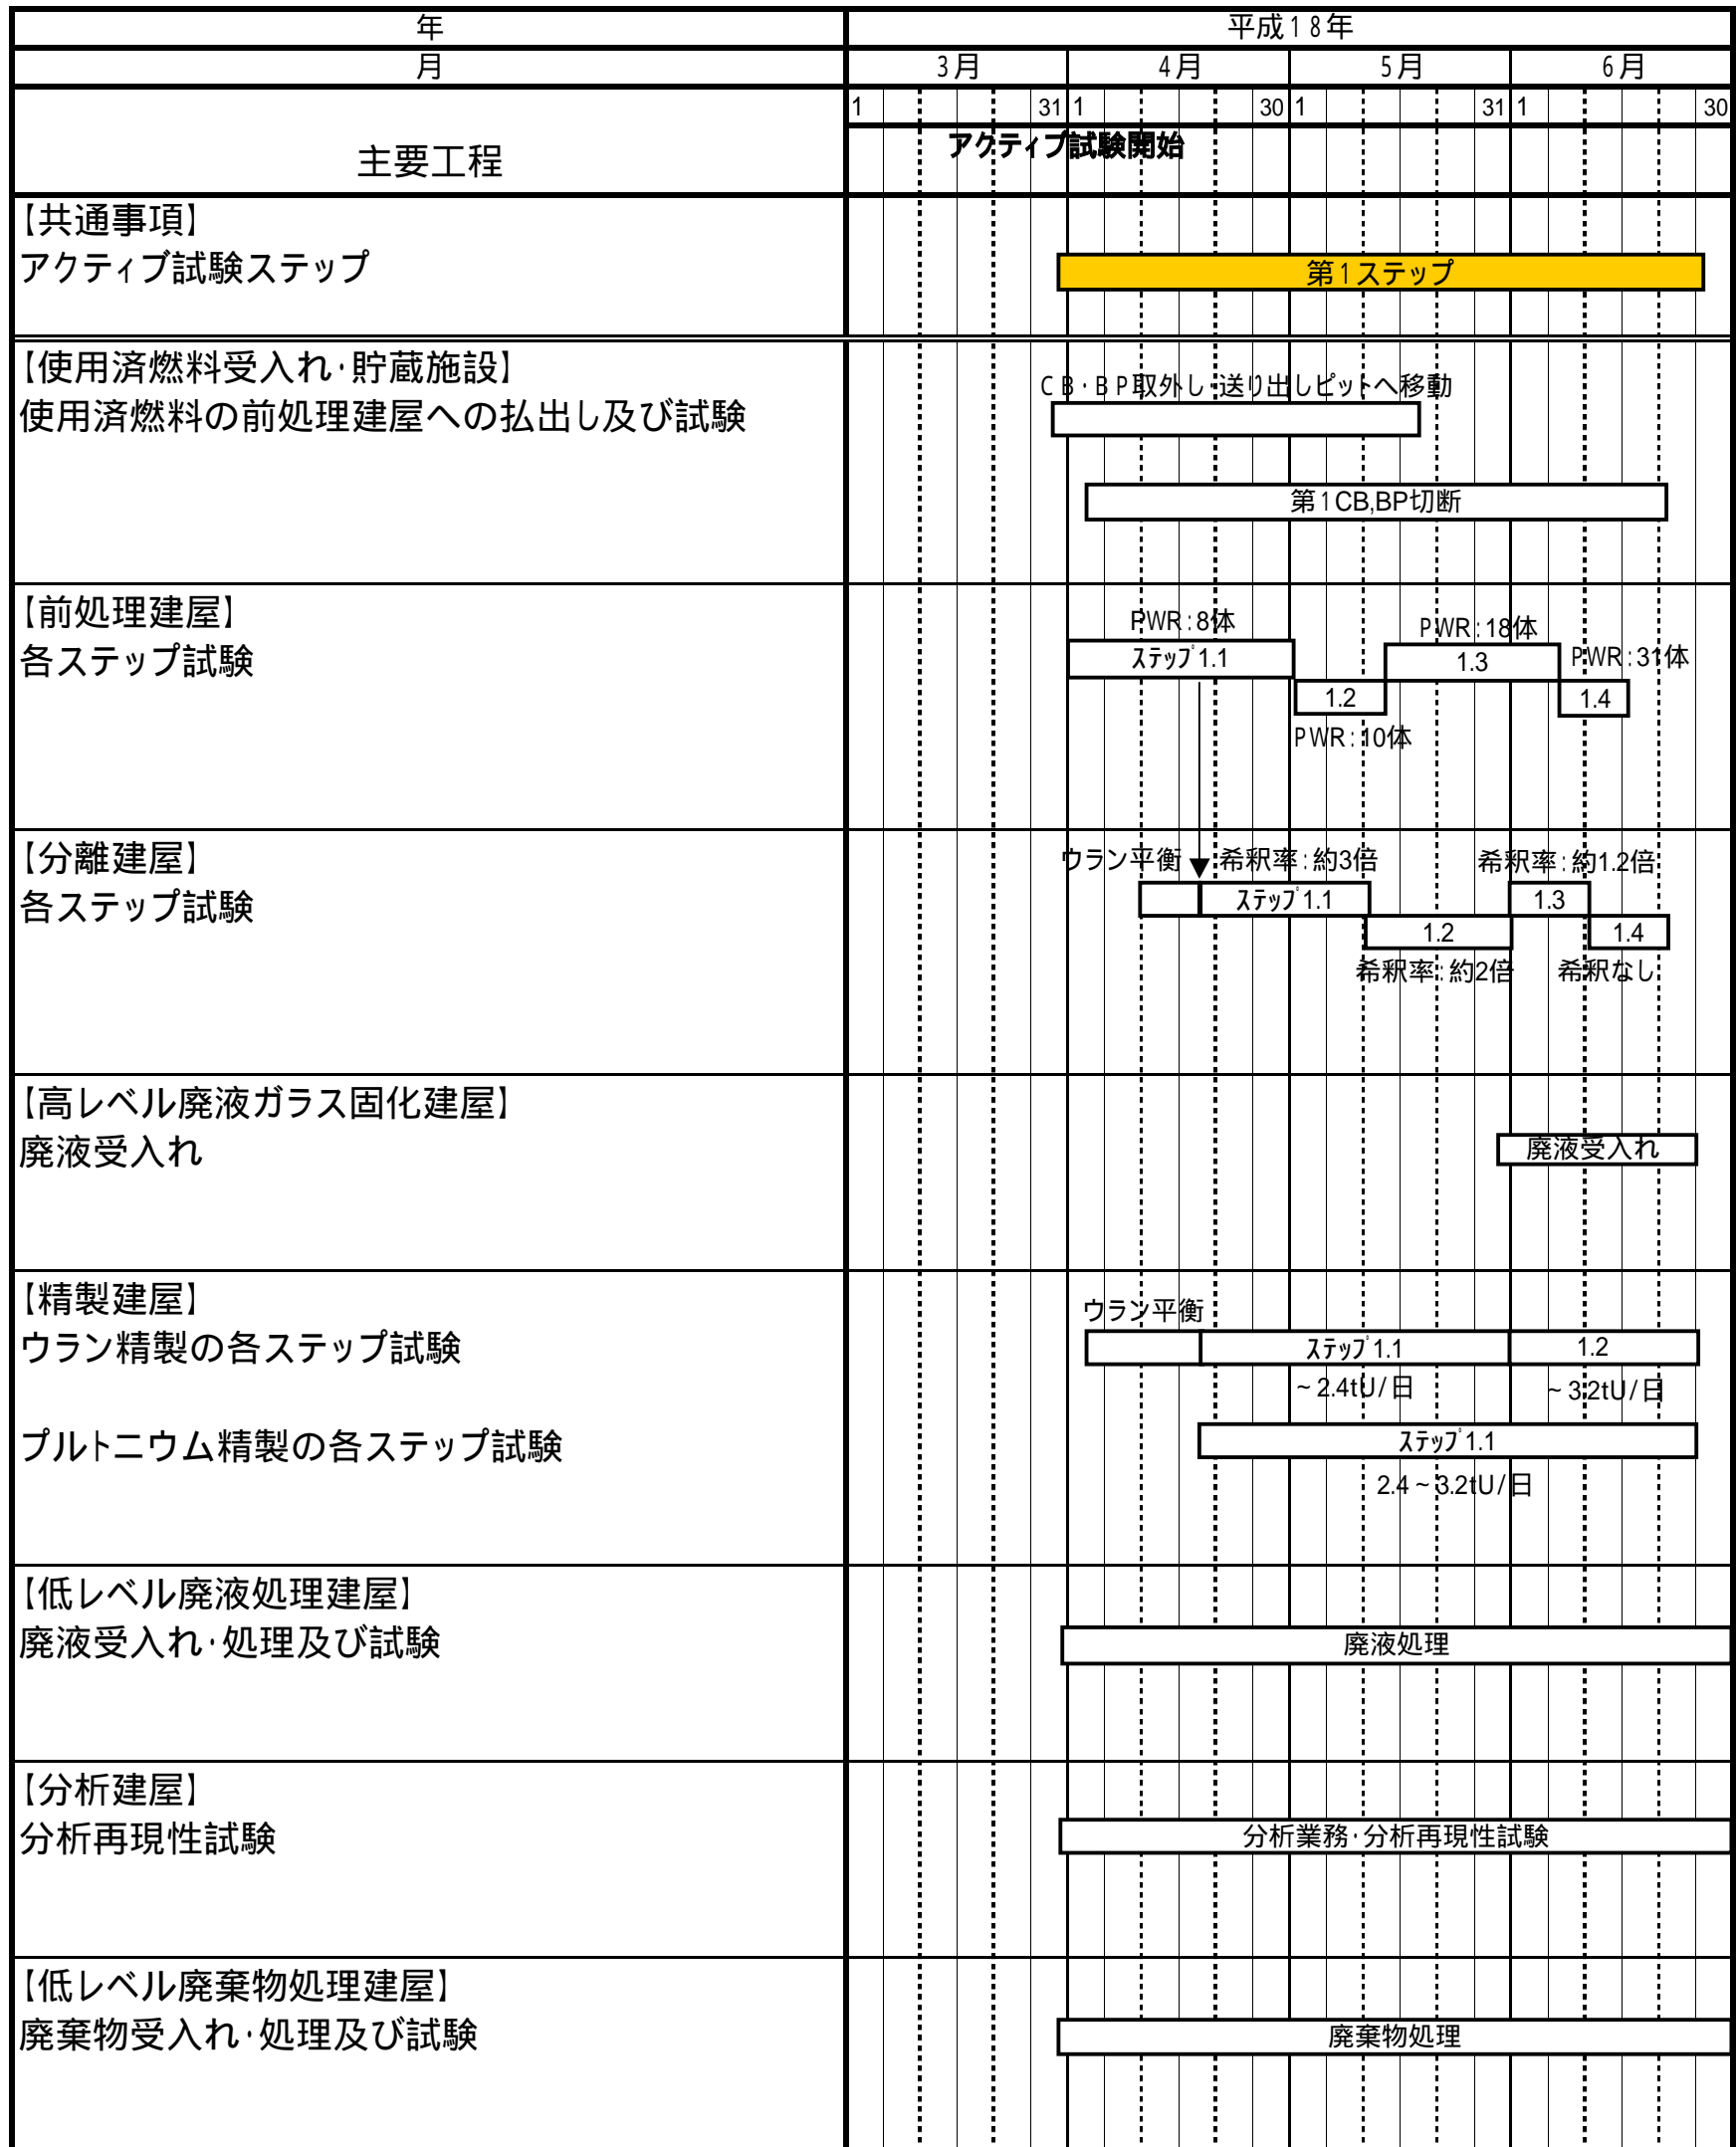 年
平成18年
月
3月
4月
5月
6月
1
31
1
30
1
31
1
30
主要工程
アクティブ試験開始
【共通事項】
アクティブ試験ステップ
第1ステップ
【使用済燃料受入れ・貯蔵施設】
使用済燃料の前処理建屋への払出し及び試験
CB・BP取外し・送り出しピットへ移動
第1CB,BP切断
【前処理建屋】
各ステップ試験
PWR:8体
ステップ1.1
1.2
PWR:10体
PWR:18体
1.3
PWR:31体
1.4
【分離建屋】
各ステップ試験
ウラン平衡
希釈率:約3倍
ステップ1.1
1.2
希釈率:約2倍
希釈率:約1.2倍
1.3
1.4
希釈なし
【高レベル廃液ガラス固化建屋】
廃液受入れ
廃液受入れ
【精製建屋】
ウラン精製の各ステップ試験
ウラン平衡
ステップ1.1
1.2
~2.4tU/日
~3.2tU/日
プルトニウム精製の各ステップ試験
ステップ1.1
2.4~3.2tU/日
【低レベル廃液処理建屋】
廃液受入れ・処理及び試験
廃液処理
【分析建屋】
分析再現性試験
分析業務・分析再現性試験
【低レベル廃棄物処理建屋】
廃棄物受入れ・処理及び試験
廃棄物処理